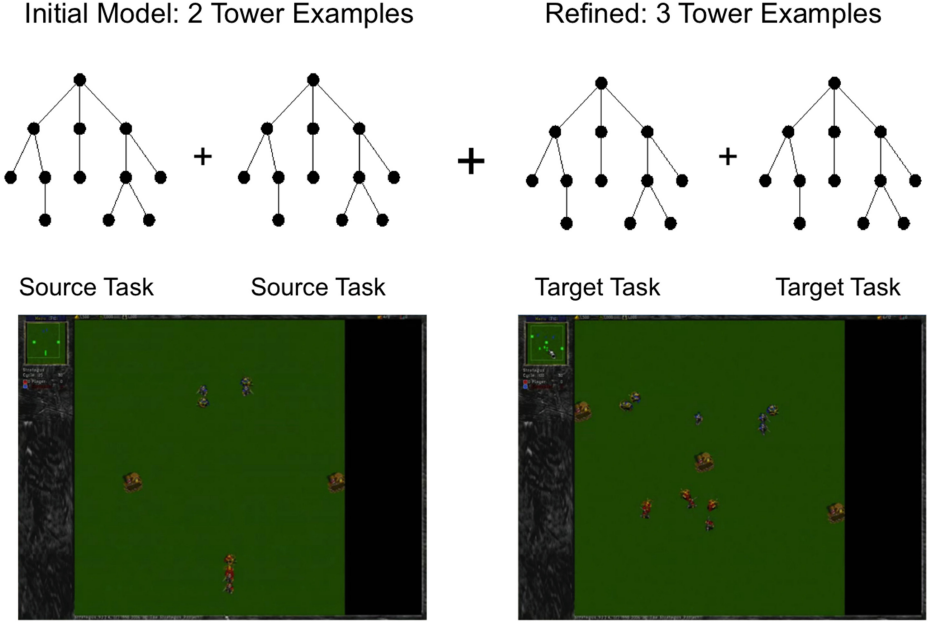 Initial Model: 2 Tower Examples
Refined: 3 Tower Examples
+
+
+
Source Task
Source Task
Target Task
Target Task